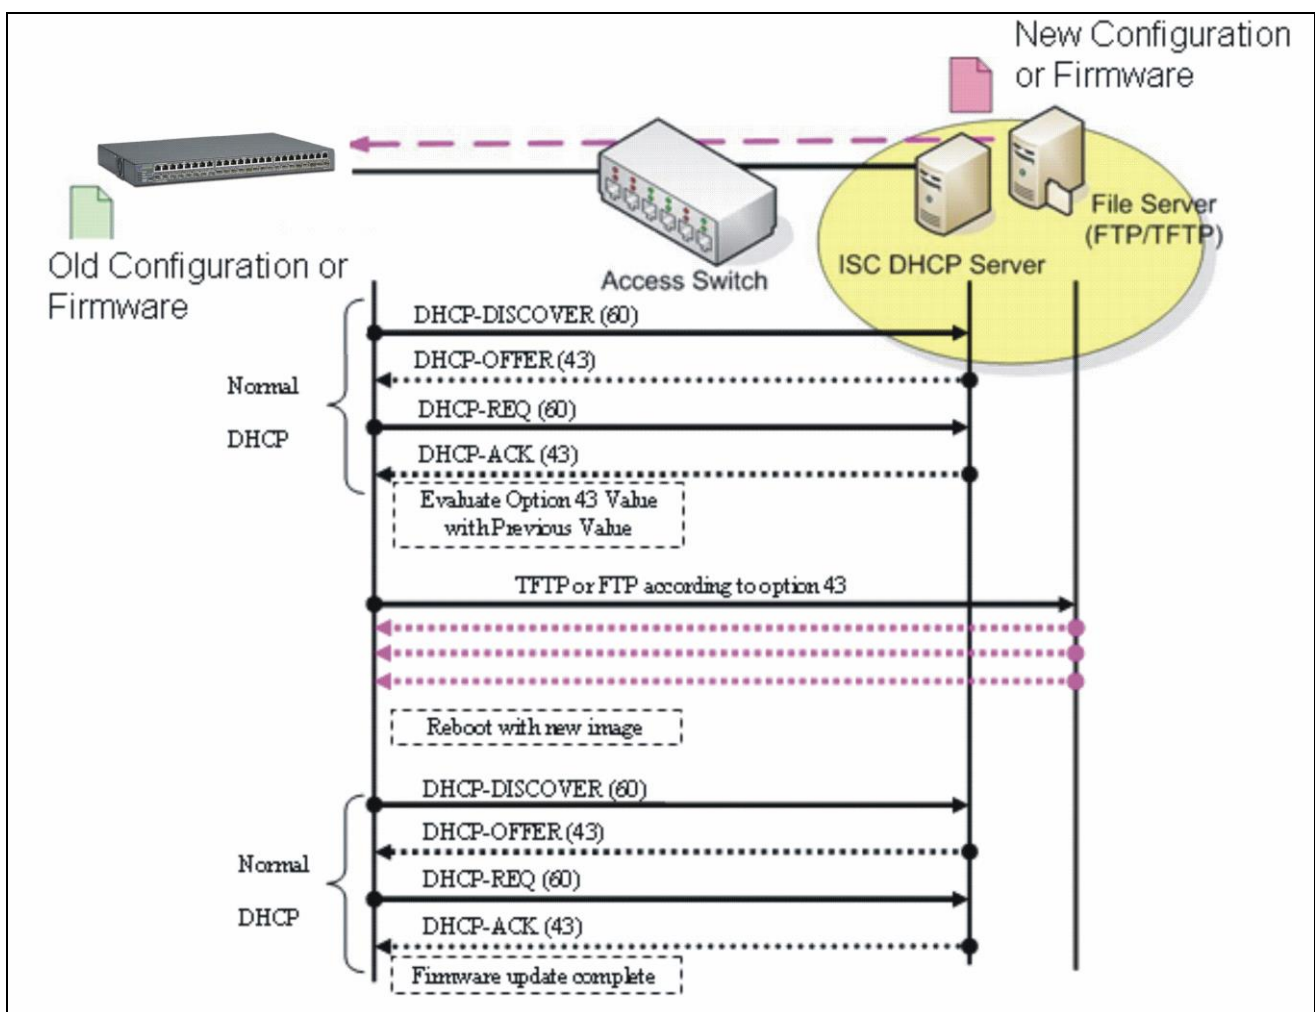 New Configuration
or Firmware
File Server
(FTP/TFTP)
ISC DHCP Server
Access Switch
Old Configuration or
Firmware
DHCP-DISCOVER (60)
DHCP-OFFER (43)
Normal
DHCP-REQ (60)
DHCP
DHCP-ACK (43)
Evaluate Option 43 Value
with Previous Value
TFTP or FTP according to option 43
Reboot with new image
DHCP-DISCOVER (60)
DHCP-OFFER (43)
Normal
DHCP-REQ (60)
DHCP
DHCP-ACK (43)
Firmware update complete